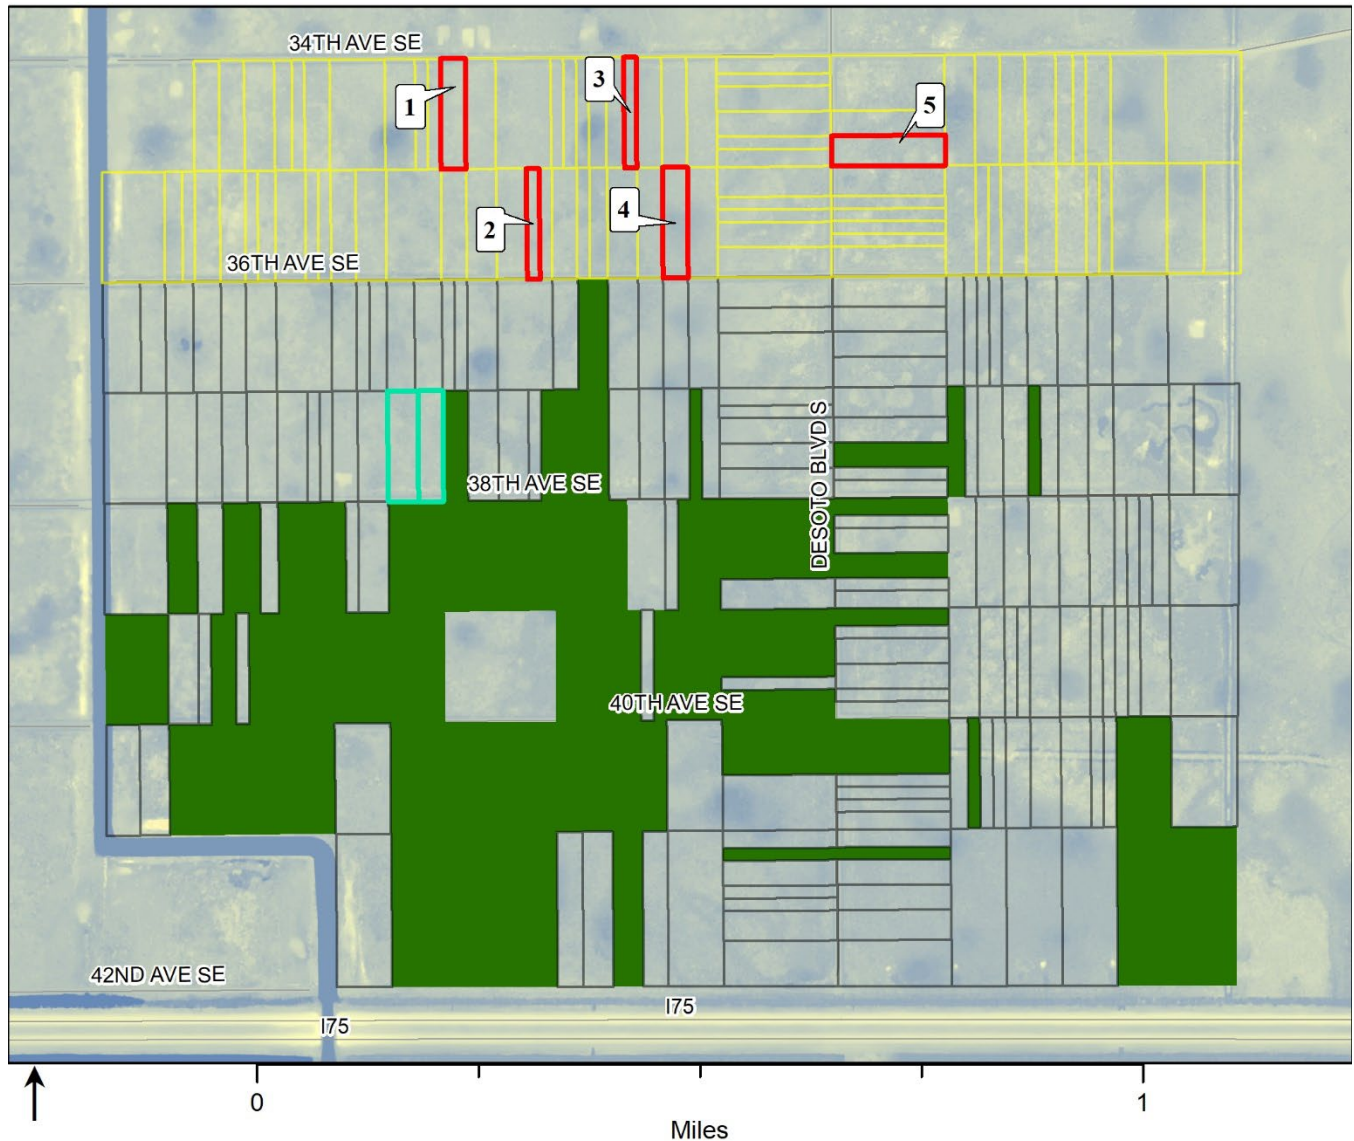 34TH AVE SE
1
3
5
2
4
36TH AVE SE
DESOTO BLVD S
38TH AVE SE
40TH AVE SE
42ND AVE SE
I75
I75
0
1
Miles